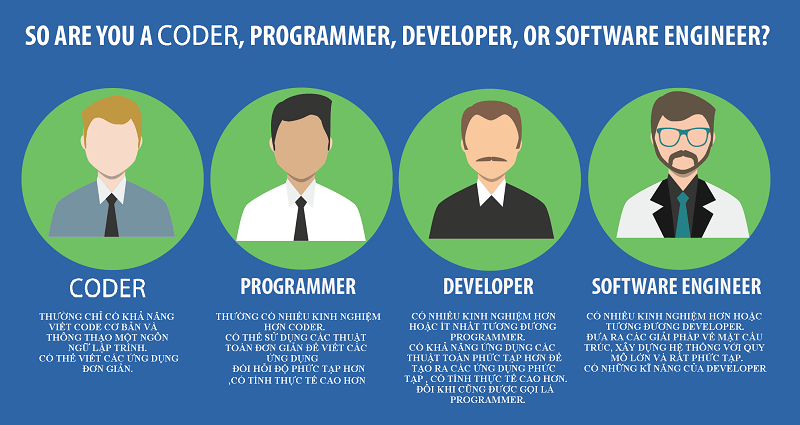 SO ARE YOU A CODER, PROGRAMMER, DEVELOPER, OR SOFTWARE ENGINEER?
CODER
THƯỜNG CHỈ CÓ KHẢ NĂNG
VIẾT CODE CƠ BẢN VÀ
THÔNG THẠO MỘT NGÔN
NGỮ LẬP TRÌNH.
CÓ THỂ VIẾT CÁC ỨNG DỤNG
ĐƠN GIẢN.
PROGRAMMER
THƯỜNG CÓ NHIỀU KINH NGHIỆM
HƠN CODER.
CÓ THỂ SỬ DỤNG CÁC THUẬT
TOÁN ĐƠN GIẢN ĐỂ VIẾT CÁC
ỨNG DỤNG
ĐÒI HỎI ĐỘ PHỨC TẠP HƠN
,CÓ TÍNH THỰC TẾ CAO HƠN
DEVELOPER
CÓ NHIỀU KINH NGHIỆM HƠN
HOẶC ÍT NHẤT TƯƠNG ĐƯƠNG
PROGRAMMER.
CÓ KHẢ NĂNG ỨNG DỤNG CÁC
THUẬT TOÁN PHỨC TẠP HƠN ĐỂ
TẠO RA CÁC ỨNG DỤNG PHỨC
TẠP , CÓ TÍNH THỰC TẾ CAO HƠN.
ĐÔI KHI CŨNG ĐƯỢC GỌI LÀ
PROGRAMMER.
SOFTWARE ENGINEER
CÓ NHIỀU KINH NGHIỆM HƠN HOẶC
TƯƠNG ĐƯƠNG DEVELOPER.
ĐƯA RA CÁC GIẢI PHÁP VỀ MẶT CẤU
TRÚC, XÂY DỰNG HỆ THỐNG VỚI QUY
MÔ LỚN VÀ RẤT PHỨC TẠP.
CÓ NHỮNG KĨ NĂNG CỦA DEVELOPER